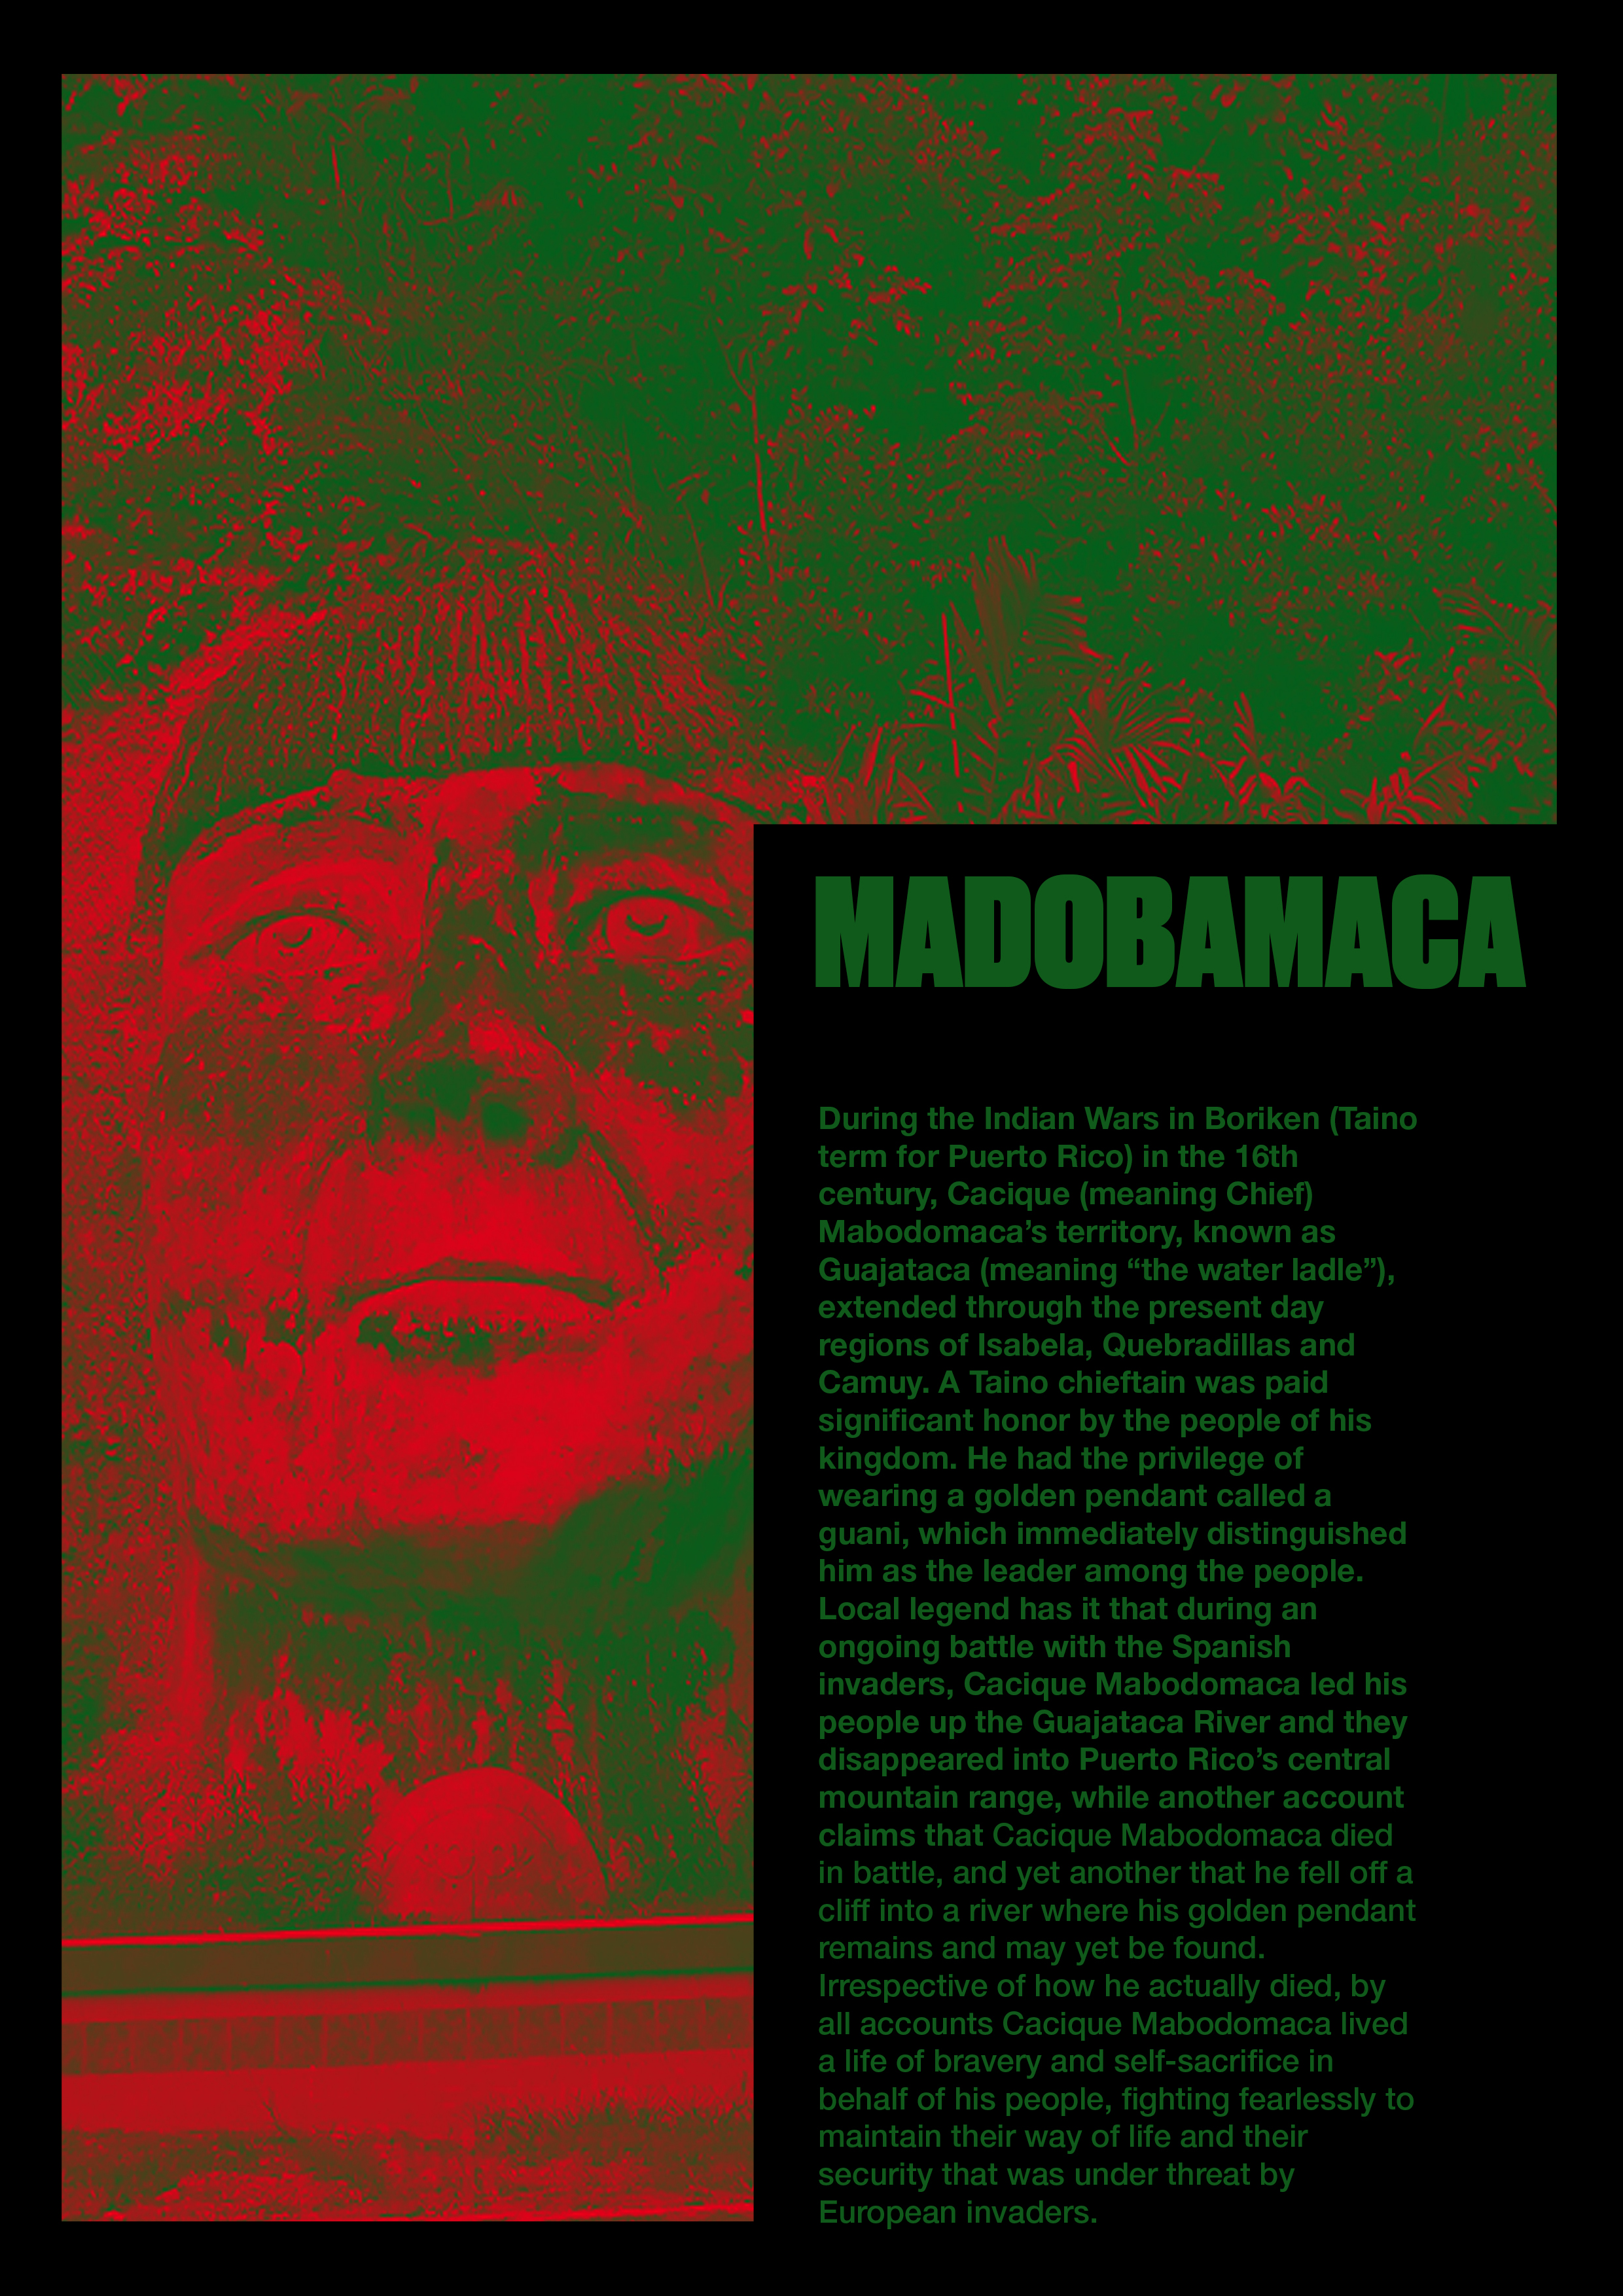 MADOBAMACA
During the Indian Wars in Boriken (Taino
term for Puerto Rico) in the 16th
century, Cacique (meaning Chief)
Mabodomaca’s territory, known as
Guajataca (meaning “the water ladle”),
extended through the present day
regions of Isabela, Quebradillas and
Camuy. A Taino chieftain was paid
significant honor by the people of his
kingdom. He had the privilege of
wearing a golden pendant called a
guani, which immediately distinguished
him as the leader among the people.
Local legend has it that during an
ongoing battle with the Spanish
invaders, Cacique Mabodomaca led his
people up the Guajataca River and they
disappeared into Puerto Rico’s central
mountain range, while another account
claims that Cacique Mabodomaca died
in battle, and yet another that he fell off a
cliff into a river where his golden pendant
remains and may yet be found.
Irrespective of how he actually died, by
all accounts Cacique Mabodomaca lived
a life of bravery and self-sacrifice in
behalf of his people, fighting fearlessly to
maintain their way of life and their
security that was under threat by
European invaders.